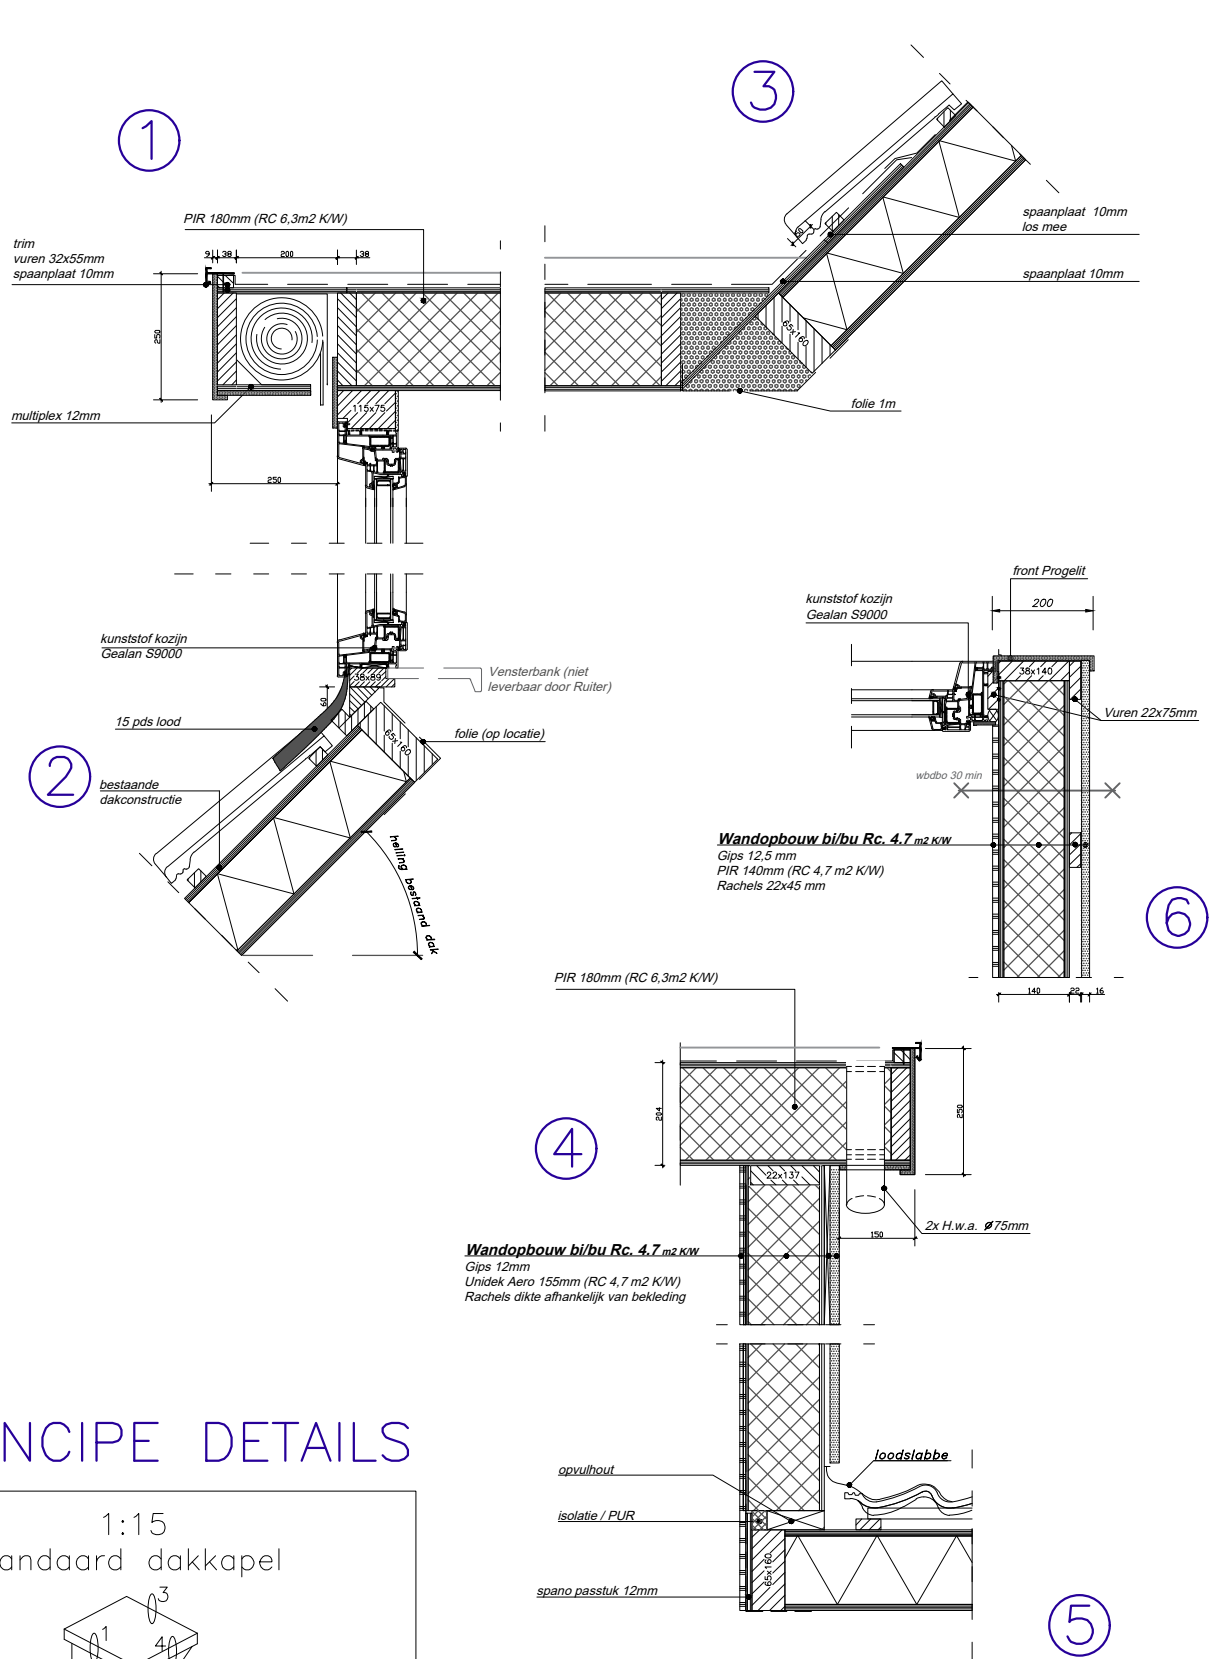 1
3
PIR 180mm (RC 6,3m2 K/W)
trim
vuren 32x55mm
spaanplaat 10mm
9
38
200
38
250
multiplex 12mm
115x75
250
50
spaanplaat 10mm
los mee
spaanplaat 10mm
65x160
folie 1m
kunststof kozijn
Gealan S9000
38x89
Vensterbank (niet
leverbaar door Ruiter)
60
15 pds lood
65x160
folie (op locatie)
2
bestaande
dakconstructie
helling bestaand dak
front Progelit
kunststof kozijn
Gealan S9000
200
38x140
Vuren 22x75mm
wbdbo 30 min
Wandopbouw bi/bu Rc. 4.7 m2 K/W
Gips 12,5 mm
PIR 140mm (RC 4,7 m2 K/W)
Rachels 22x45 mm
6
140
22
16
PIR 180mm (RC 6,3m2 K/W)
204
250
4
22x137
2x H.w.a. Ø75mm
150
Wandopbouw bi/bu Rc. 4.7 m2 K/W
Gips 12mm
Unidek Aero 155mm (RC 4,7 m2 K/W)
Rachels dikte afhankelijk van bekleding
loodslabbe
opvulhout
isolatie / PUR
65x160
spano passtuk 12mm
5
NCIPE DETAILS
1:15
andaard dakkapel
3
1
4